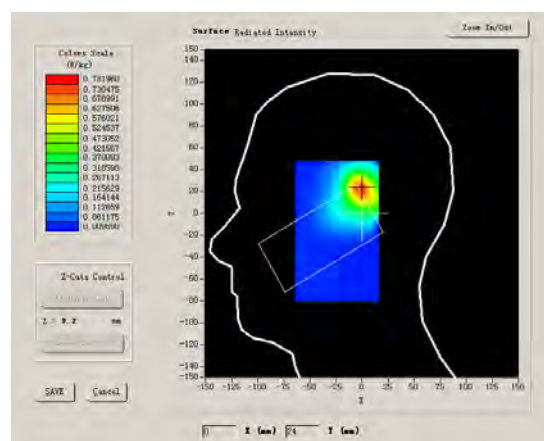 Surface Radiated Intensity
Zoom In/Out
Colors Scale
(W/kg)
0.781960
0.730475
0.678991
0.627506
0.576021
0.524537
0.473052
0.421567
0.370083
0.318598
0.267113
0.215629
0.164144
0.112659
0.061175
0.009690
150
140
120
100
80
60
40
20
0
-20
-40
-60
-80
-100
-120
-140
-150
Y
-150 -125 -100 -75 -50 -25 0 25 50 75 100 125 150
X
Z-Cuts Control
Z = 9.2 mm
SAVE
Cancel
0 X (mm) 24 Y (mm)